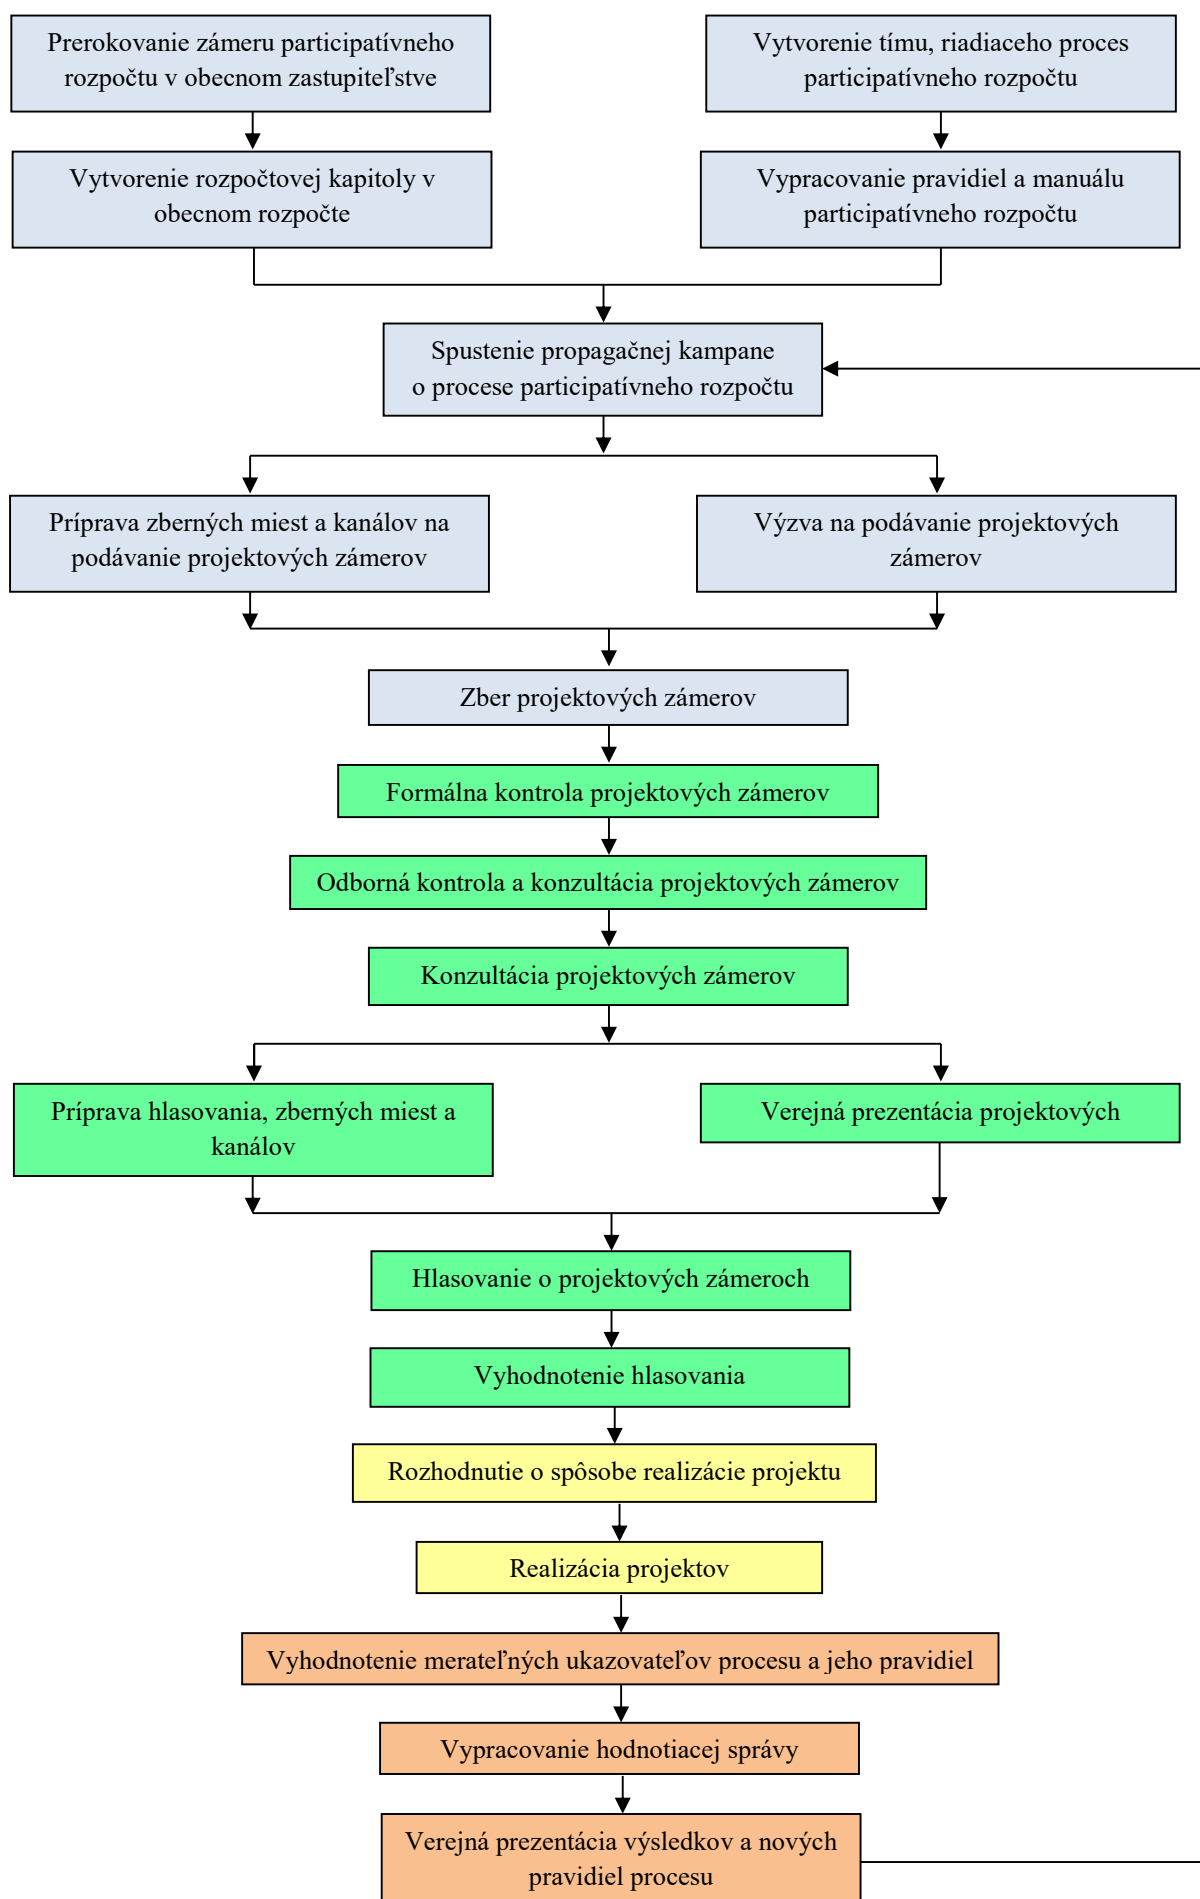 Prerokovanie zámeru participatívneho
rozpočtu v obecnom zastupiteľstve
Vytvorenie tímu, riadiaceho proces
participatívneho rozpočtu
Vytvorenie rozpočtovej kapitoly v
obecnom rozpočte
Vypracovanie pravidiel a manuálu
participatívneho rozpočtu
Spustenie propagačnej kampane
o procese participatívneho rozpočtu
Príprava zberných miest a kanálov na
podávanie projektových zámerov
Výzva na podávanie projektových
zámerov
Zber projektových zámerov
Formálna kontrola projektových zámerov
Odborná kontrola a konzultácia projektových zámerov
Konzultácia projektových zámerov
Príprava hlasovania, zberných miest a
kanálov
Verejná prezentácia projektových
Hlasovanie o projektových zámeroch
Vyhodnotenie hlasovania
Rozhodnutie o spôsobe realizácie projektu
Realizácia projektov
Vyhodnotenie merateľných ukazovateľov procesu a jeho pravidiel
Vypracovanie hodnotiacej správy
Verejná prezentácia výsledkov a nových
pravidiel procesu